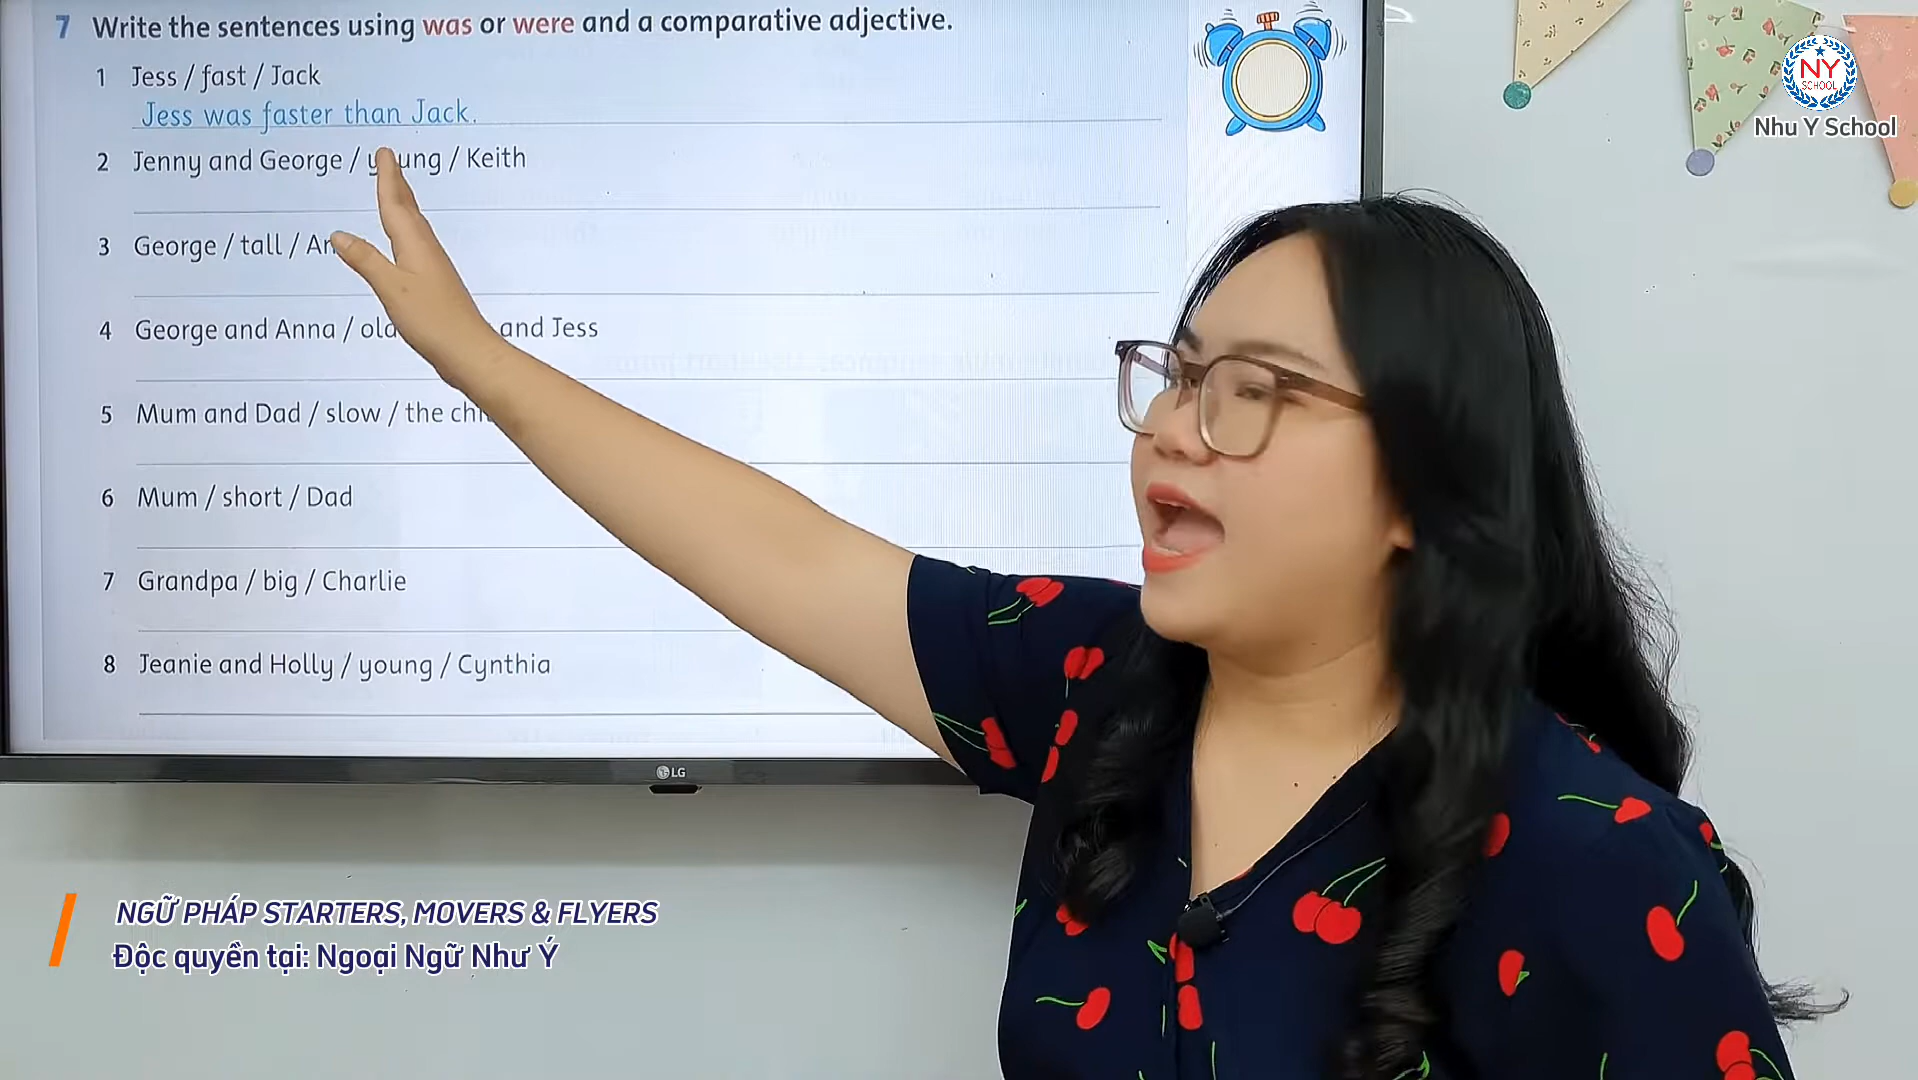 7 Write the sentences using was or were and a comparative adjective.
1 Jess / fast / Jack
Jess was faster than Jack.
2 Jenny and George / young / Keith
3 George / tall /
4 George and Anna / old and Jess
5 Mum and Dad / slow / the
6 Mum / short / Dad
7 Grandpa / big / Charlie
8 Jeanie and Holly / young / Cynthia
LG
NY
SCHOOL
Nhu Y School
NGỮ PHÁP STARTERS, MOVERS & FLYERS
Độc quyền tại: Ngoại Ngữ Như Ý